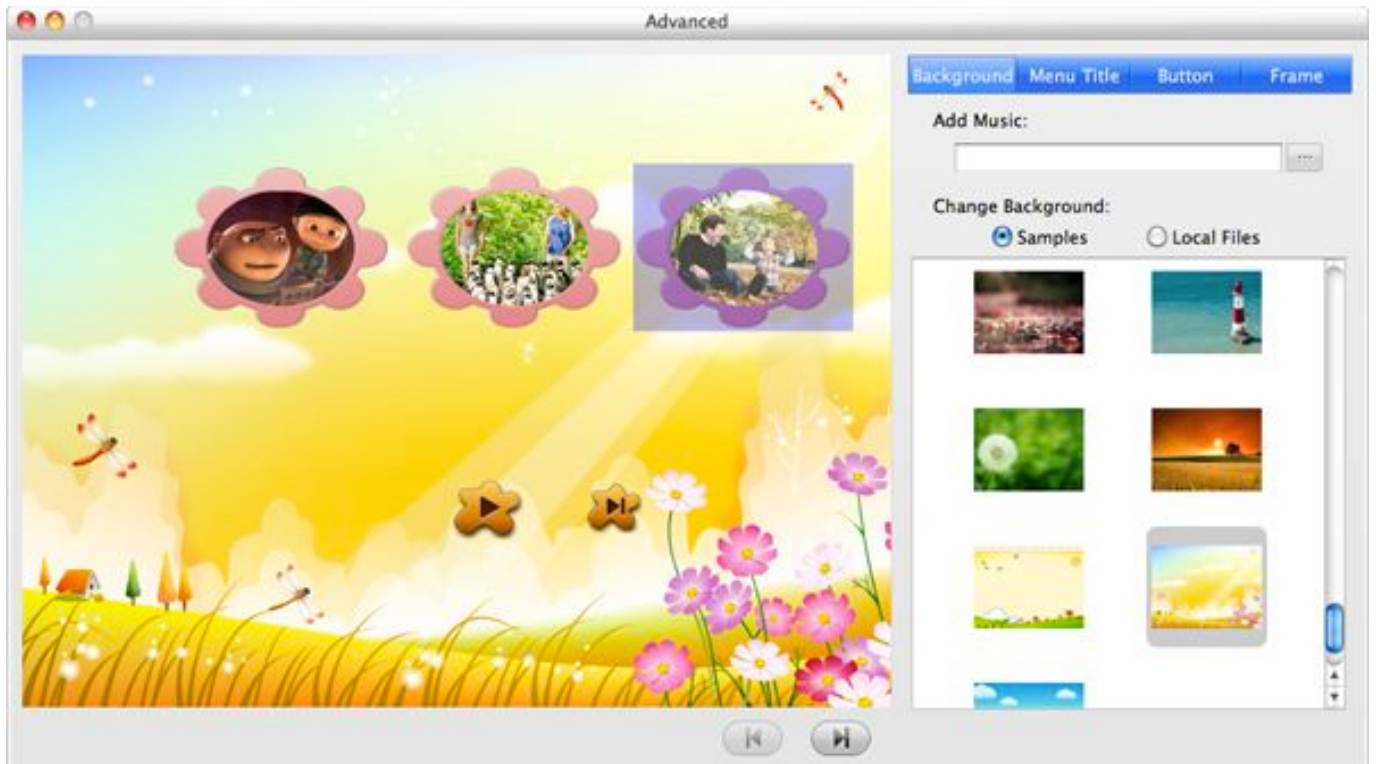 Advanced
Background Menu Title Button Frame
Add Music:
...
Change Background:
Samples Local Files